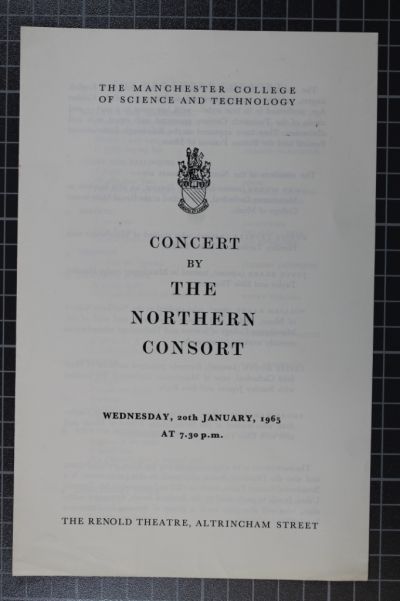 THE MANCHESTER COLLEGE
OF SCIENCE AND TECHNOLOGY
CONCERT
BY
THE
NORTHERN
CONSORT
WEDNESDAY, 20th JANUARY, 1965
AT 7.30 p.m.
THE RENOLD THEATRE, ALTRINCHAM STREET